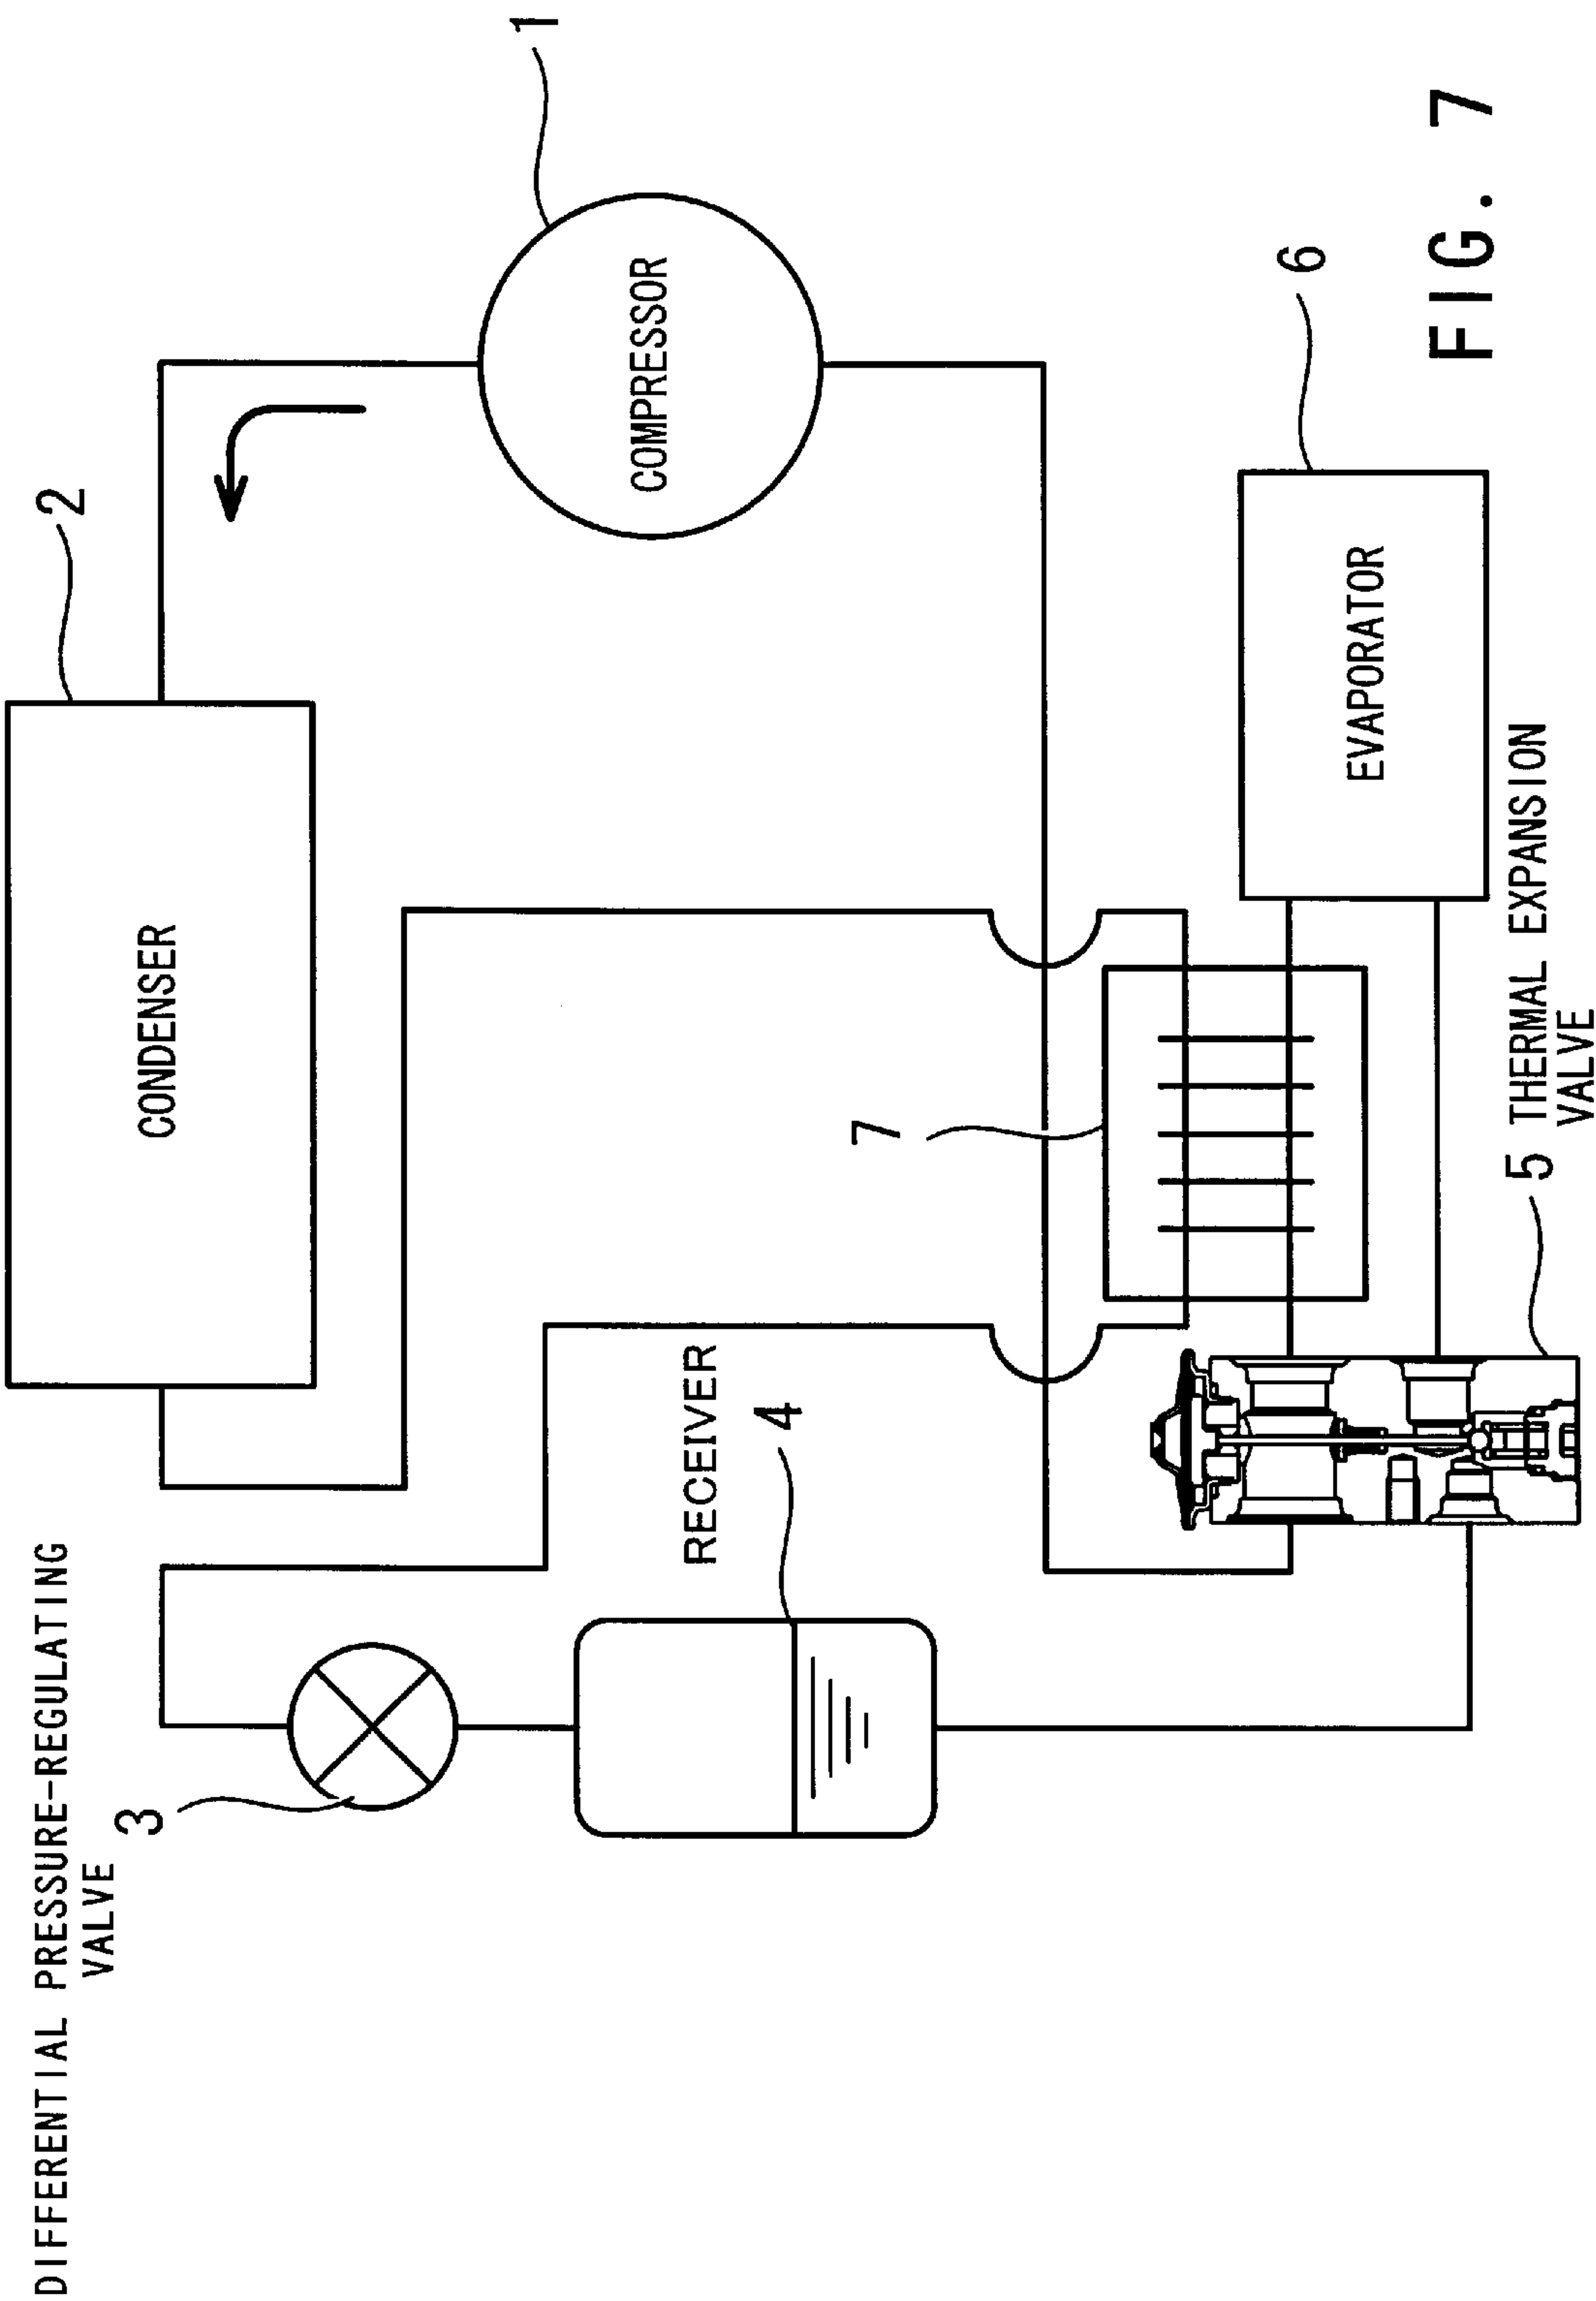 DIFFERENTIAL PRESSURE-REGULATING
VALVE
3
CONDENSER
2
1
COMPRESSOR
RECEIVER
4
7
EVAPORATOR
6
5 THERMAL EXPANSION
VALVE
FIG. 7